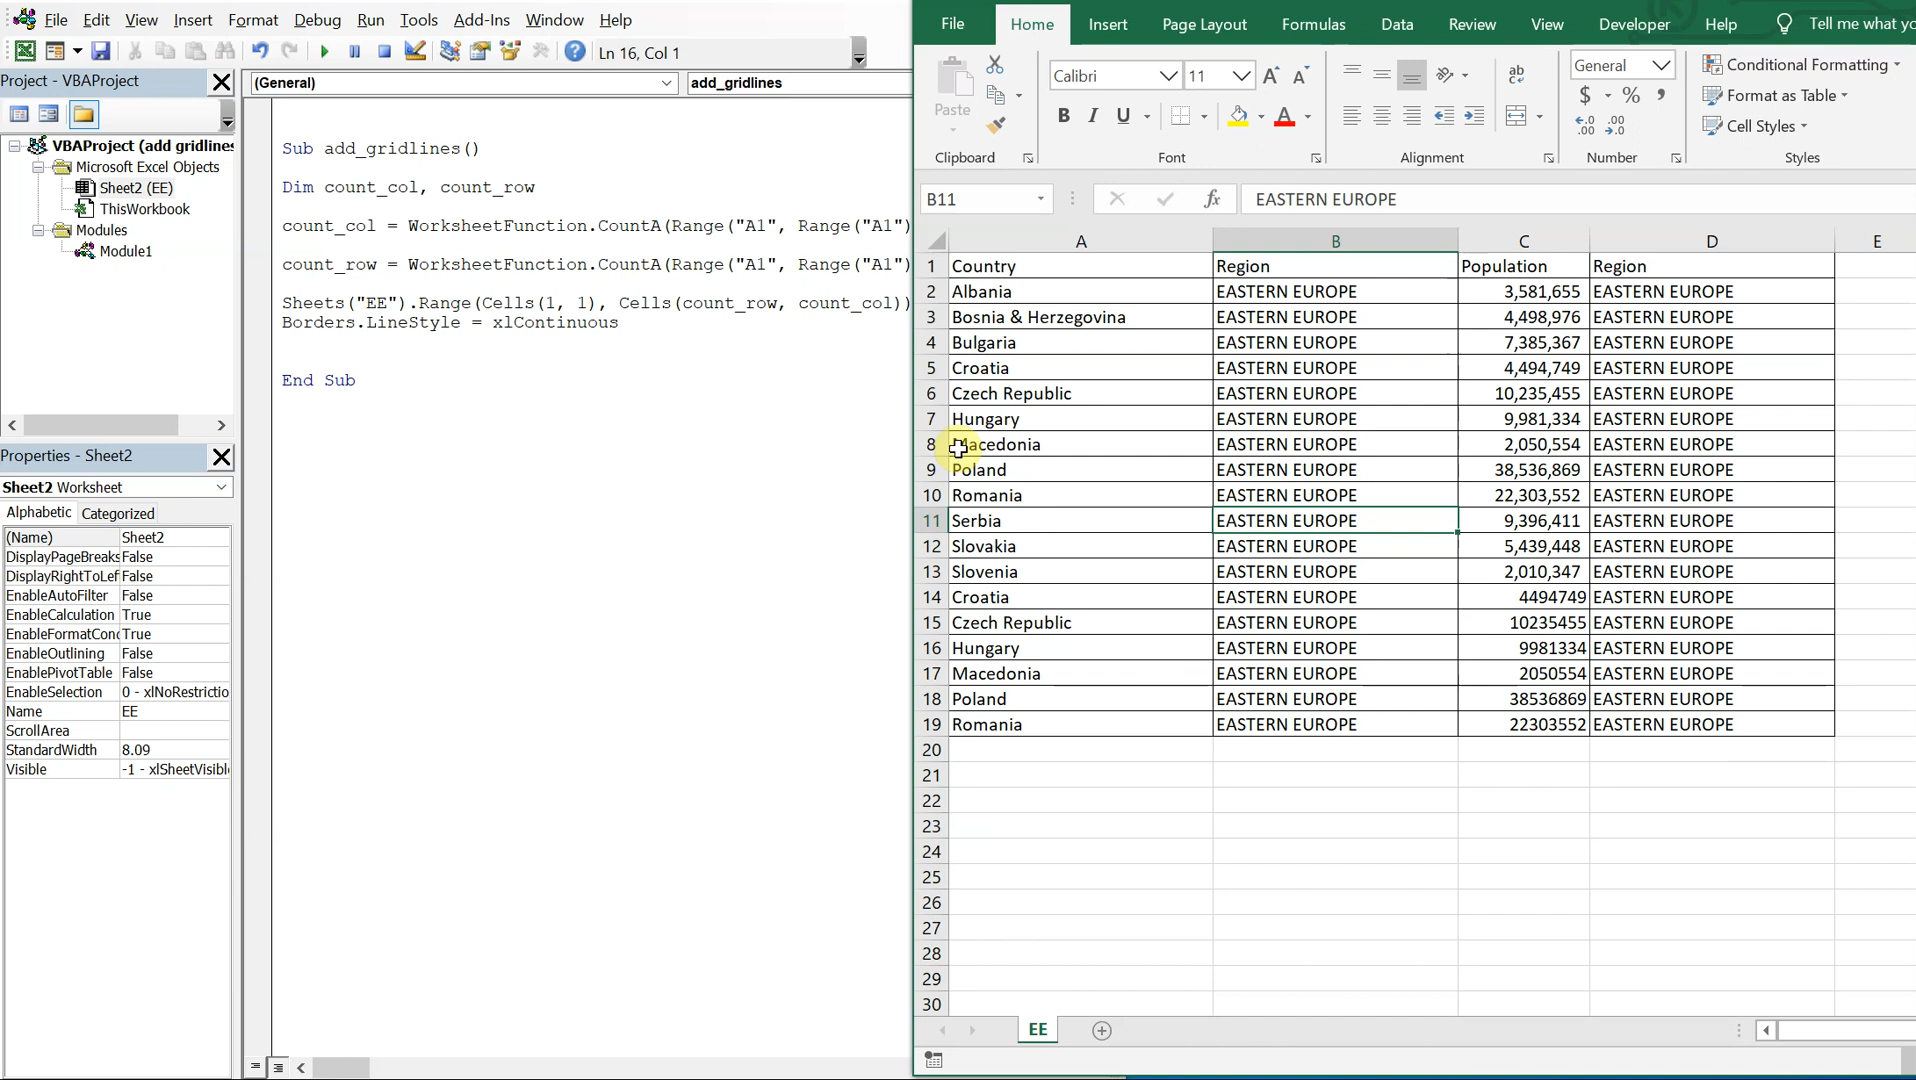 File Edit View Insert Format Debug Run Tools Add-Ins Window Help
Ln 16, Col 1
Project - VBAProject
VBAProject (add gridlines
Microsoft Excel Objects
Sheet2 (EE)
ThisWorkbook
Modules
Module1
Properties - Sheet2
Sheet2 Worksheet
Alphabetic Categorized
(Name) Sheet2
DisplayPageBreaks False
DisplayRightToLef False
EnableAutoFilter False
EnableCalculation True
EnableFormatCon True
EnableOutlining False
EnablePivotTable False
EnableSelection 0 - xlNoRestrictio
Name EE
ScrollArea
StandardWidth 8.09
Visible -1 - xlSheetVisibl
(General) add_gridlines
Sub add_gridlines()
Dim count_col, count_row
count_col = WorksheetFunction.CountA(Range("A1", Range("A1")
count_row = WorksheetFunction.CountA(Range("A1", Range("A1")
Sheets("EE").Range(Cells(1, 1), Cells(count_row, count_col))
Borders.LineStyle = xlContinuous
End Sub
File Home Insert Page Layout Formulas Data Review View Developer Help Tell me what yo
Paste
Calibri 11
B I U A
ab
General
$ % ,
Conditional Formatting
Format as Table
Cell Styles
Clipboard Font Alignment Number Styles
B11 fx EASTERN EUROPE
A B C D E
1 Country Region Population Region
2 Albania EASTERN EUROPE 3,581,655 EASTERN EUROPE
3 Bosnia & Herzegovina EASTERN EUROPE 4,498,976 EASTERN EUROPE
4 Bulgaria EASTERN EUROPE 7,385,367 EASTERN EUROPE
5 Croatia EASTERN EUROPE 4,494,749 EASTERN EUROPE
6 Czech Republic EASTERN EUROPE 10,235,455 EASTERN EUROPE
7 Hungary EASTERN EUROPE 9,981,334 EASTERN EUROPE
8 Macedonia EASTERN EUROPE 2,050,554 EASTERN EUROPE
9 Poland EASTERN EUROPE 38,536,869 EASTERN EUROPE
10 Romania EASTERN EUROPE 22,303,552 EASTERN EUROPE
11 Serbia EASTERN EUROPE 9,396,411 EASTERN EUROPE
12 Slovakia EASTERN EUROPE 5,439,448 EASTERN EUROPE
13 Slovenia EASTERN EUROPE 2,010,347 EASTERN EUROPE
14 Croatia EASTERN EUROPE 4494749 EASTERN EUROPE
15 Czech Republic EASTERN EUROPE 10235455 EASTERN EUROPE
16 Hungary EASTERN EUROPE 9981334 EASTERN EUROPE
17 Macedonia EASTERN EUROPE 2050554 EASTERN EUROPE
18 Poland EASTERN EUROPE 38536869 EASTERN EUROPE
19 Romania EASTERN EUROPE 22303552 EASTERN EUROPE
20
21
22
23
24
25
26
27
28
29
30
EE